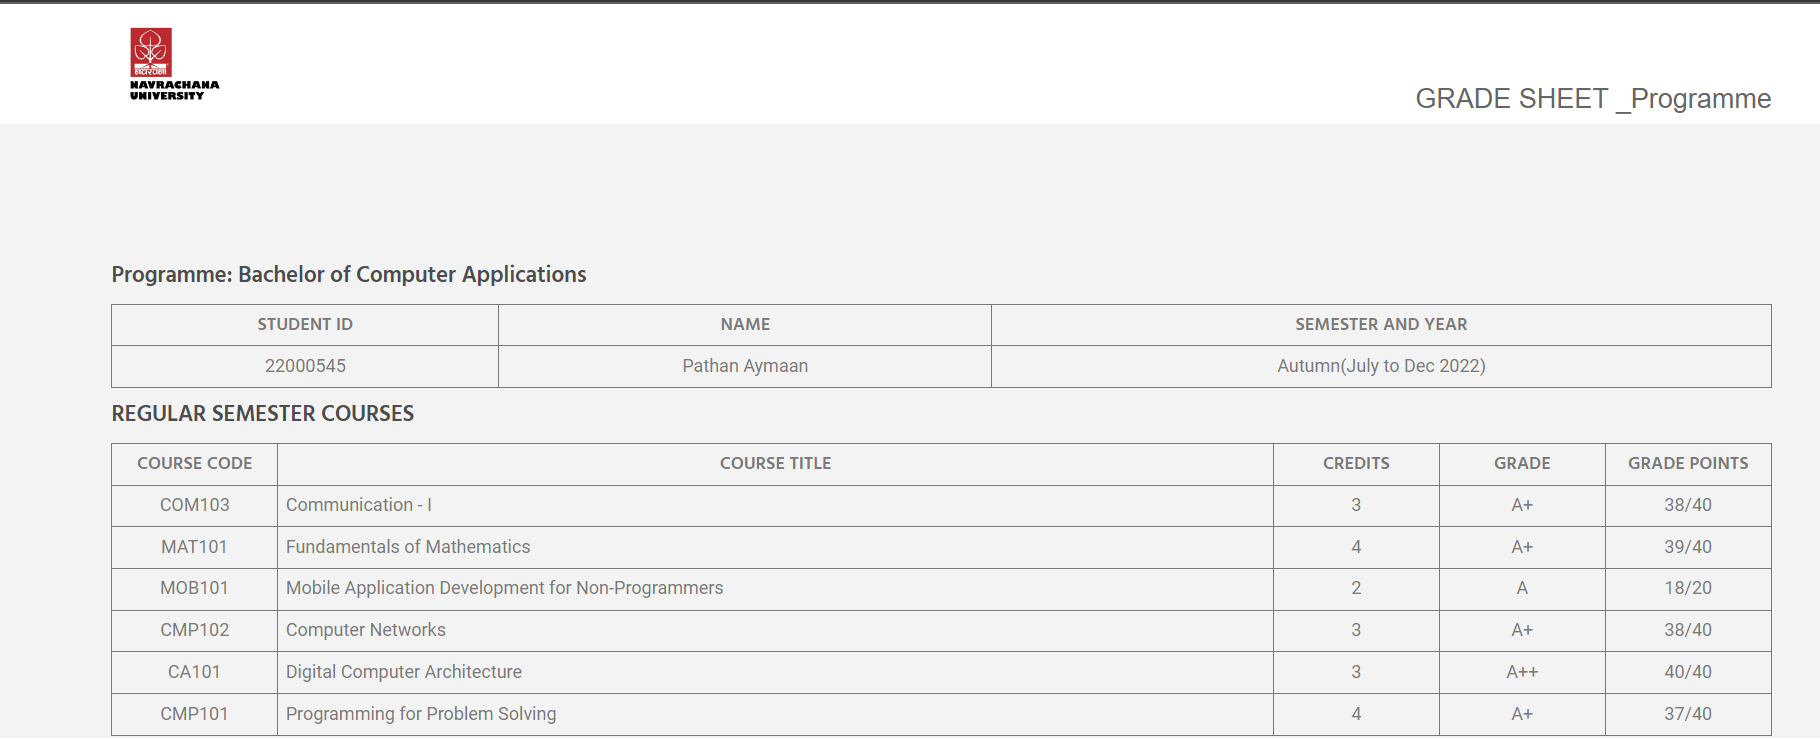 નવરચના
NAVRACHANA
UNIVERSITY
GRADE SHEET _Programme
Programme: Bachelor of Computer Applications
STUDENT ID NAME SEMESTER AND YEAR
22000545 Pathan Aymaan Autumn(July to Dec 2022)
REGULAR SEMESTER COURSES
COURSE CODE COURSE TITLE CREDITS GRADE GRADE POINTS
COM103 Communication - I 3 A+ 38/40
MAT101 Fundamentals of Mathematics 4 A+ 39/40
MOB101 Mobile Application Development for Non-Programmers 2 A 18/20
CMP102 Computer Networks 3 A+ 38/40
CA101 Digital Computer Architecture 3 A++ 40/40
CMP101 Programming for Problem Solving 4 A+ 37/40